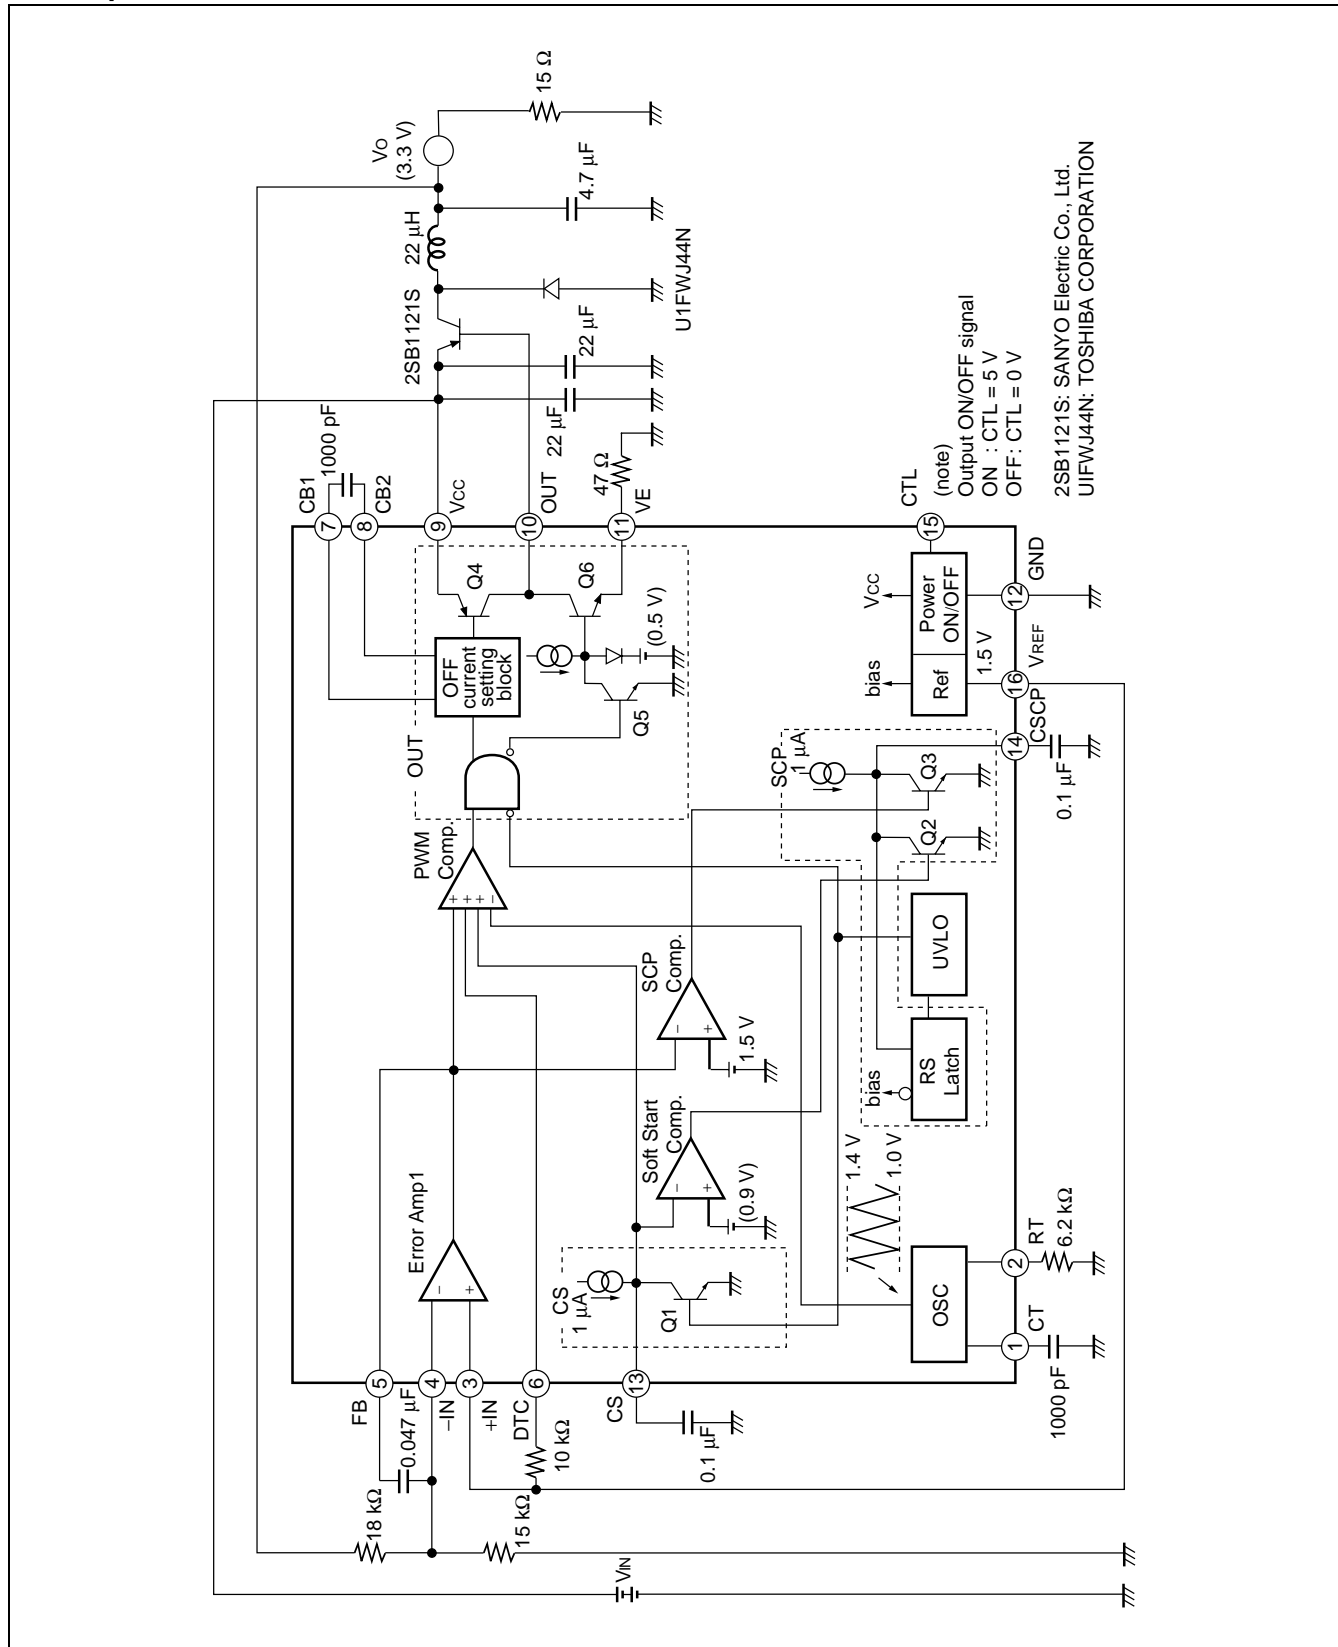 VIN
18 kΩ
15 kΩ
0.047 µF
FB
5
−IN
4
+IN
3
DTC
6
10 kΩ
CS
13
0.1 µF
Error Amp1
−
+
CS
1 µA
Q1
Soft Start
Comp.
−
+
(0.9 V)
SCP
Comp.
−
+
1.5 V
PWM
Comp.
+
+
+
−
OUT
OFF
current
setting
block
Q4
Q5
Q6
(0.5 V)
CB1
7
1000 pF
CB2
8
VCC
9
OUT
10
VE
11
47 Ω
22 µF
22 µF
2SB1121S
U1FWJ44N
22 µH
4.7 µF
VO
(3.3 V)
15 Ω
OSC
1.4 V
1.0 V
bias
RS
Latch
UVLO
SCP
1 µA
Q2
Q3
bias
VCC
Ref
Power
ON/OFF
1.5 V
1
CT
1000 pF
2
RT
6.2 kΩ
14
CSCP
0.1 µF
16
VREF
12
GND
15
CTL
(note)
Output ON/OFF signal
ON : CTL = 5 V
OFF: CTL = 0 V
2SB1121S: SANYO Electric Co., Ltd.
UIFWJ44N: TOSHIBA CORPORATION